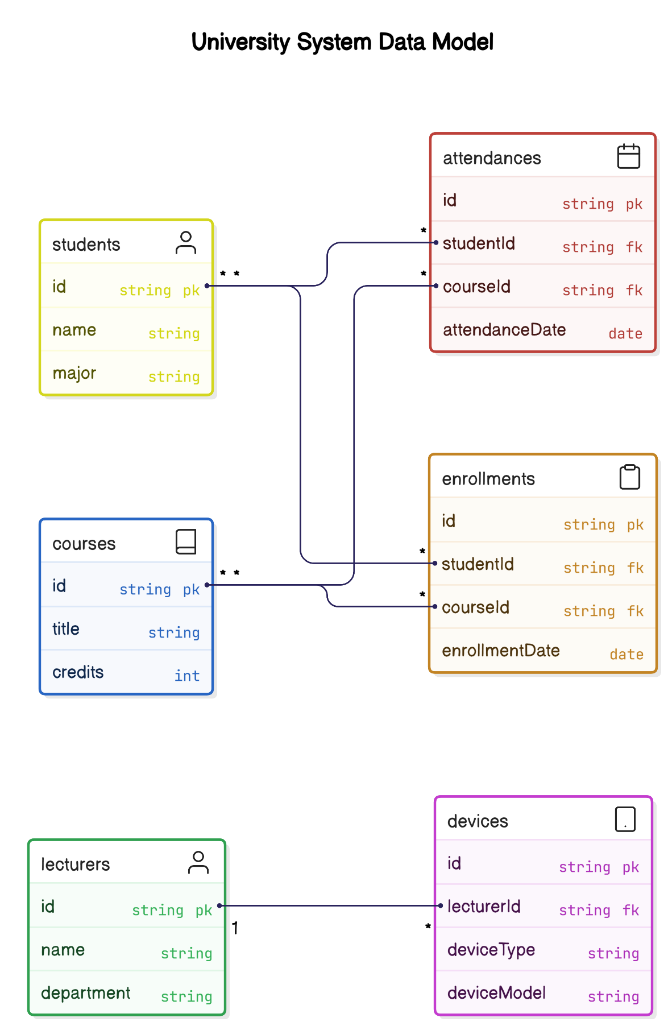 University System Data Model
attendances
id string pk
studentId string fk
courseId string fk
attendanceDate date
students
id string pk
name string
major string
* *
*
*
enrollments
id string pk
studentId string fk
courseId string fk
enrollmentDate date
courses
id string pk
title string
credits int
* *
*
*
devices
id string pk
lecturerId string fk
deviceType string
deviceModel string
lecturers
id string pk
name string
department string
1
*